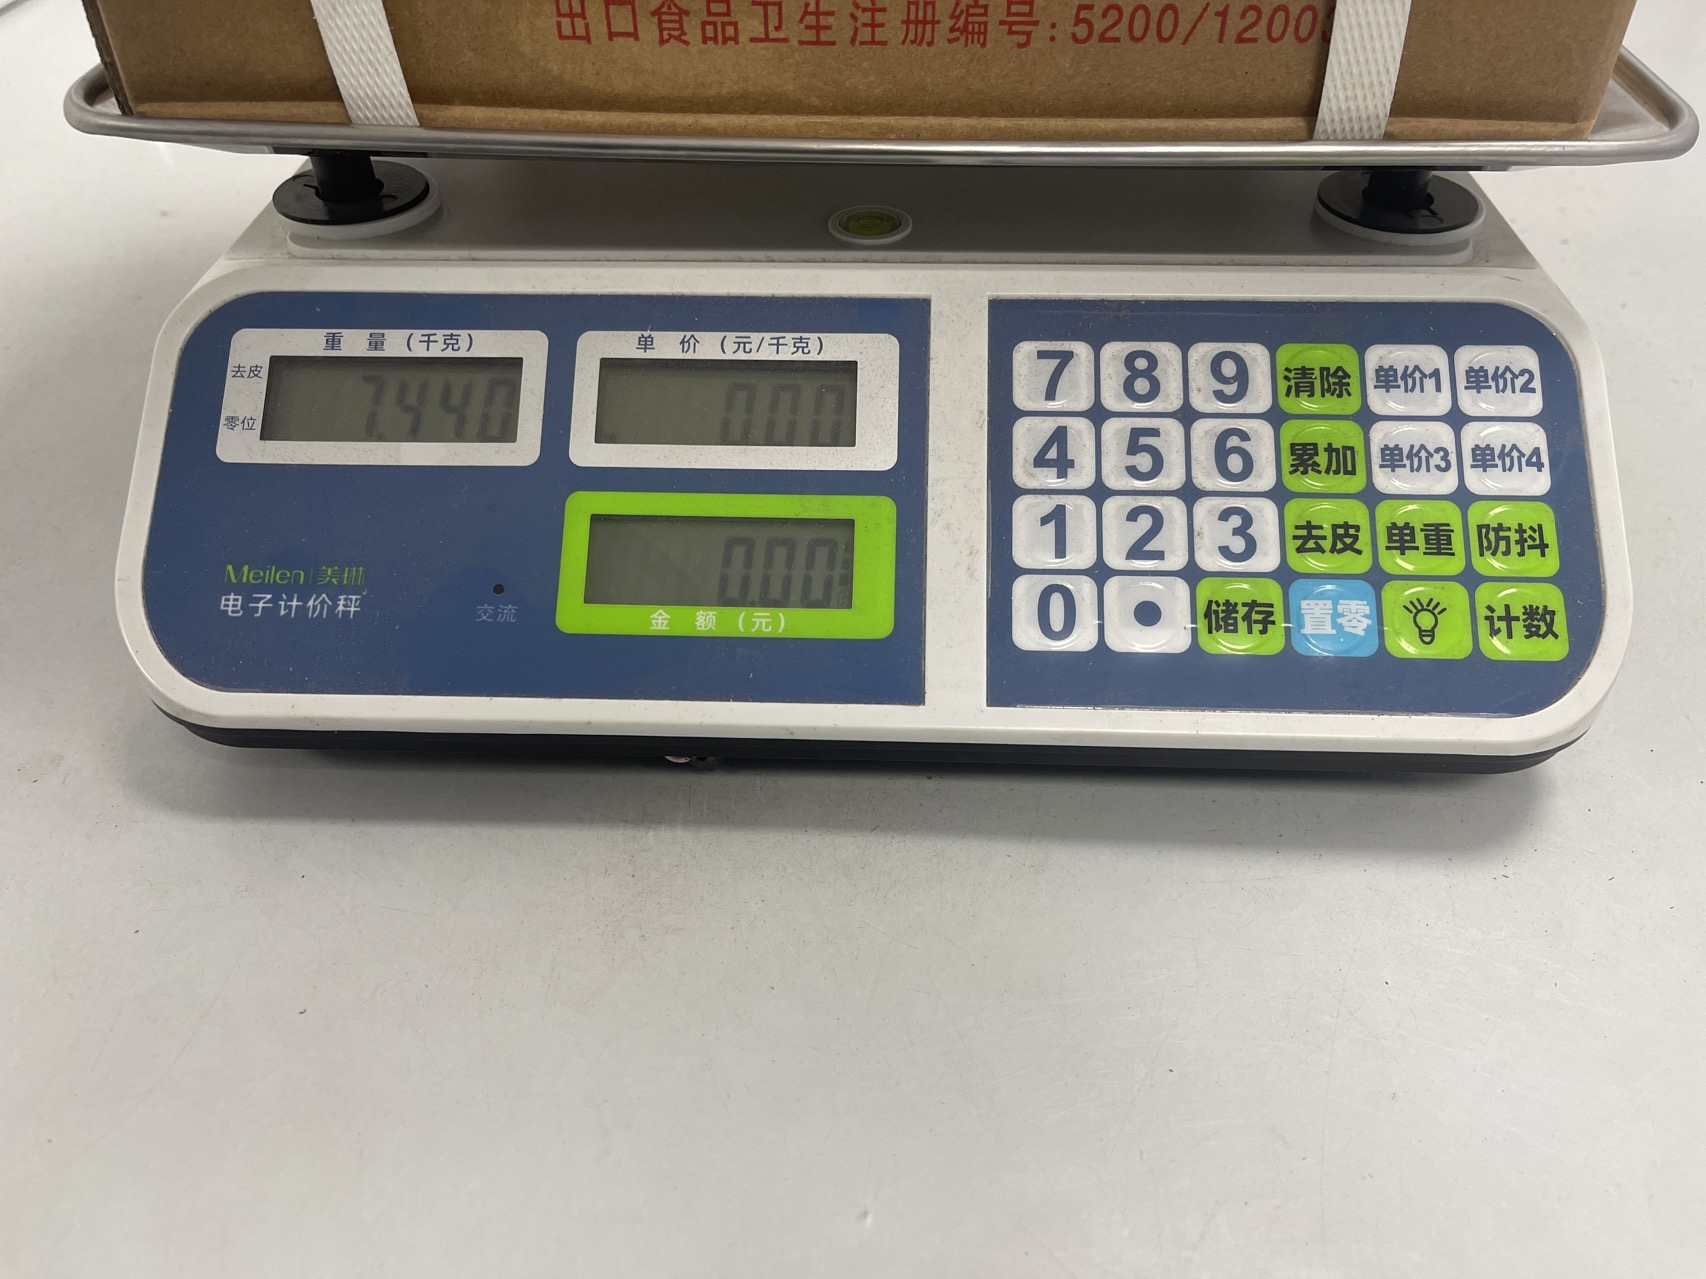 出口食品卫生注册编号:5200/1200
重 量 (千克)
去皮
零位
7.440
单 价 (元/千克)
0.00
0.00
金 额 (元)
Meilen|美琳
电子计价秤
交流
7 8 9 清除 单价1 单价2
4 5 6 累加 单价3 单价4
1 2 3 去皮 单重 防抖
0 • 储存 置零 计数